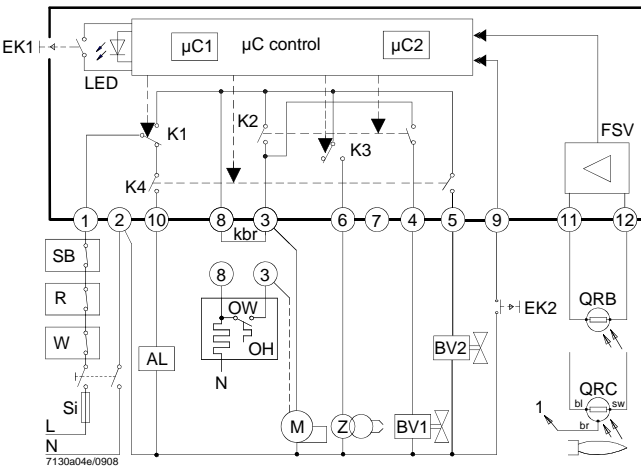 EK1
LED
µC1
µC control
µC2
K1
K2
K3
K4
FSV
1
2
10
8
3
6
7
4
5
9
11
12
kbr
SB
R
W
Si
L
N
8
3
OW
OH
N
AL
M
Z
BV1
BV2
EK2
QRB
QRC
bl
sw
br
1
7130a04e/0908